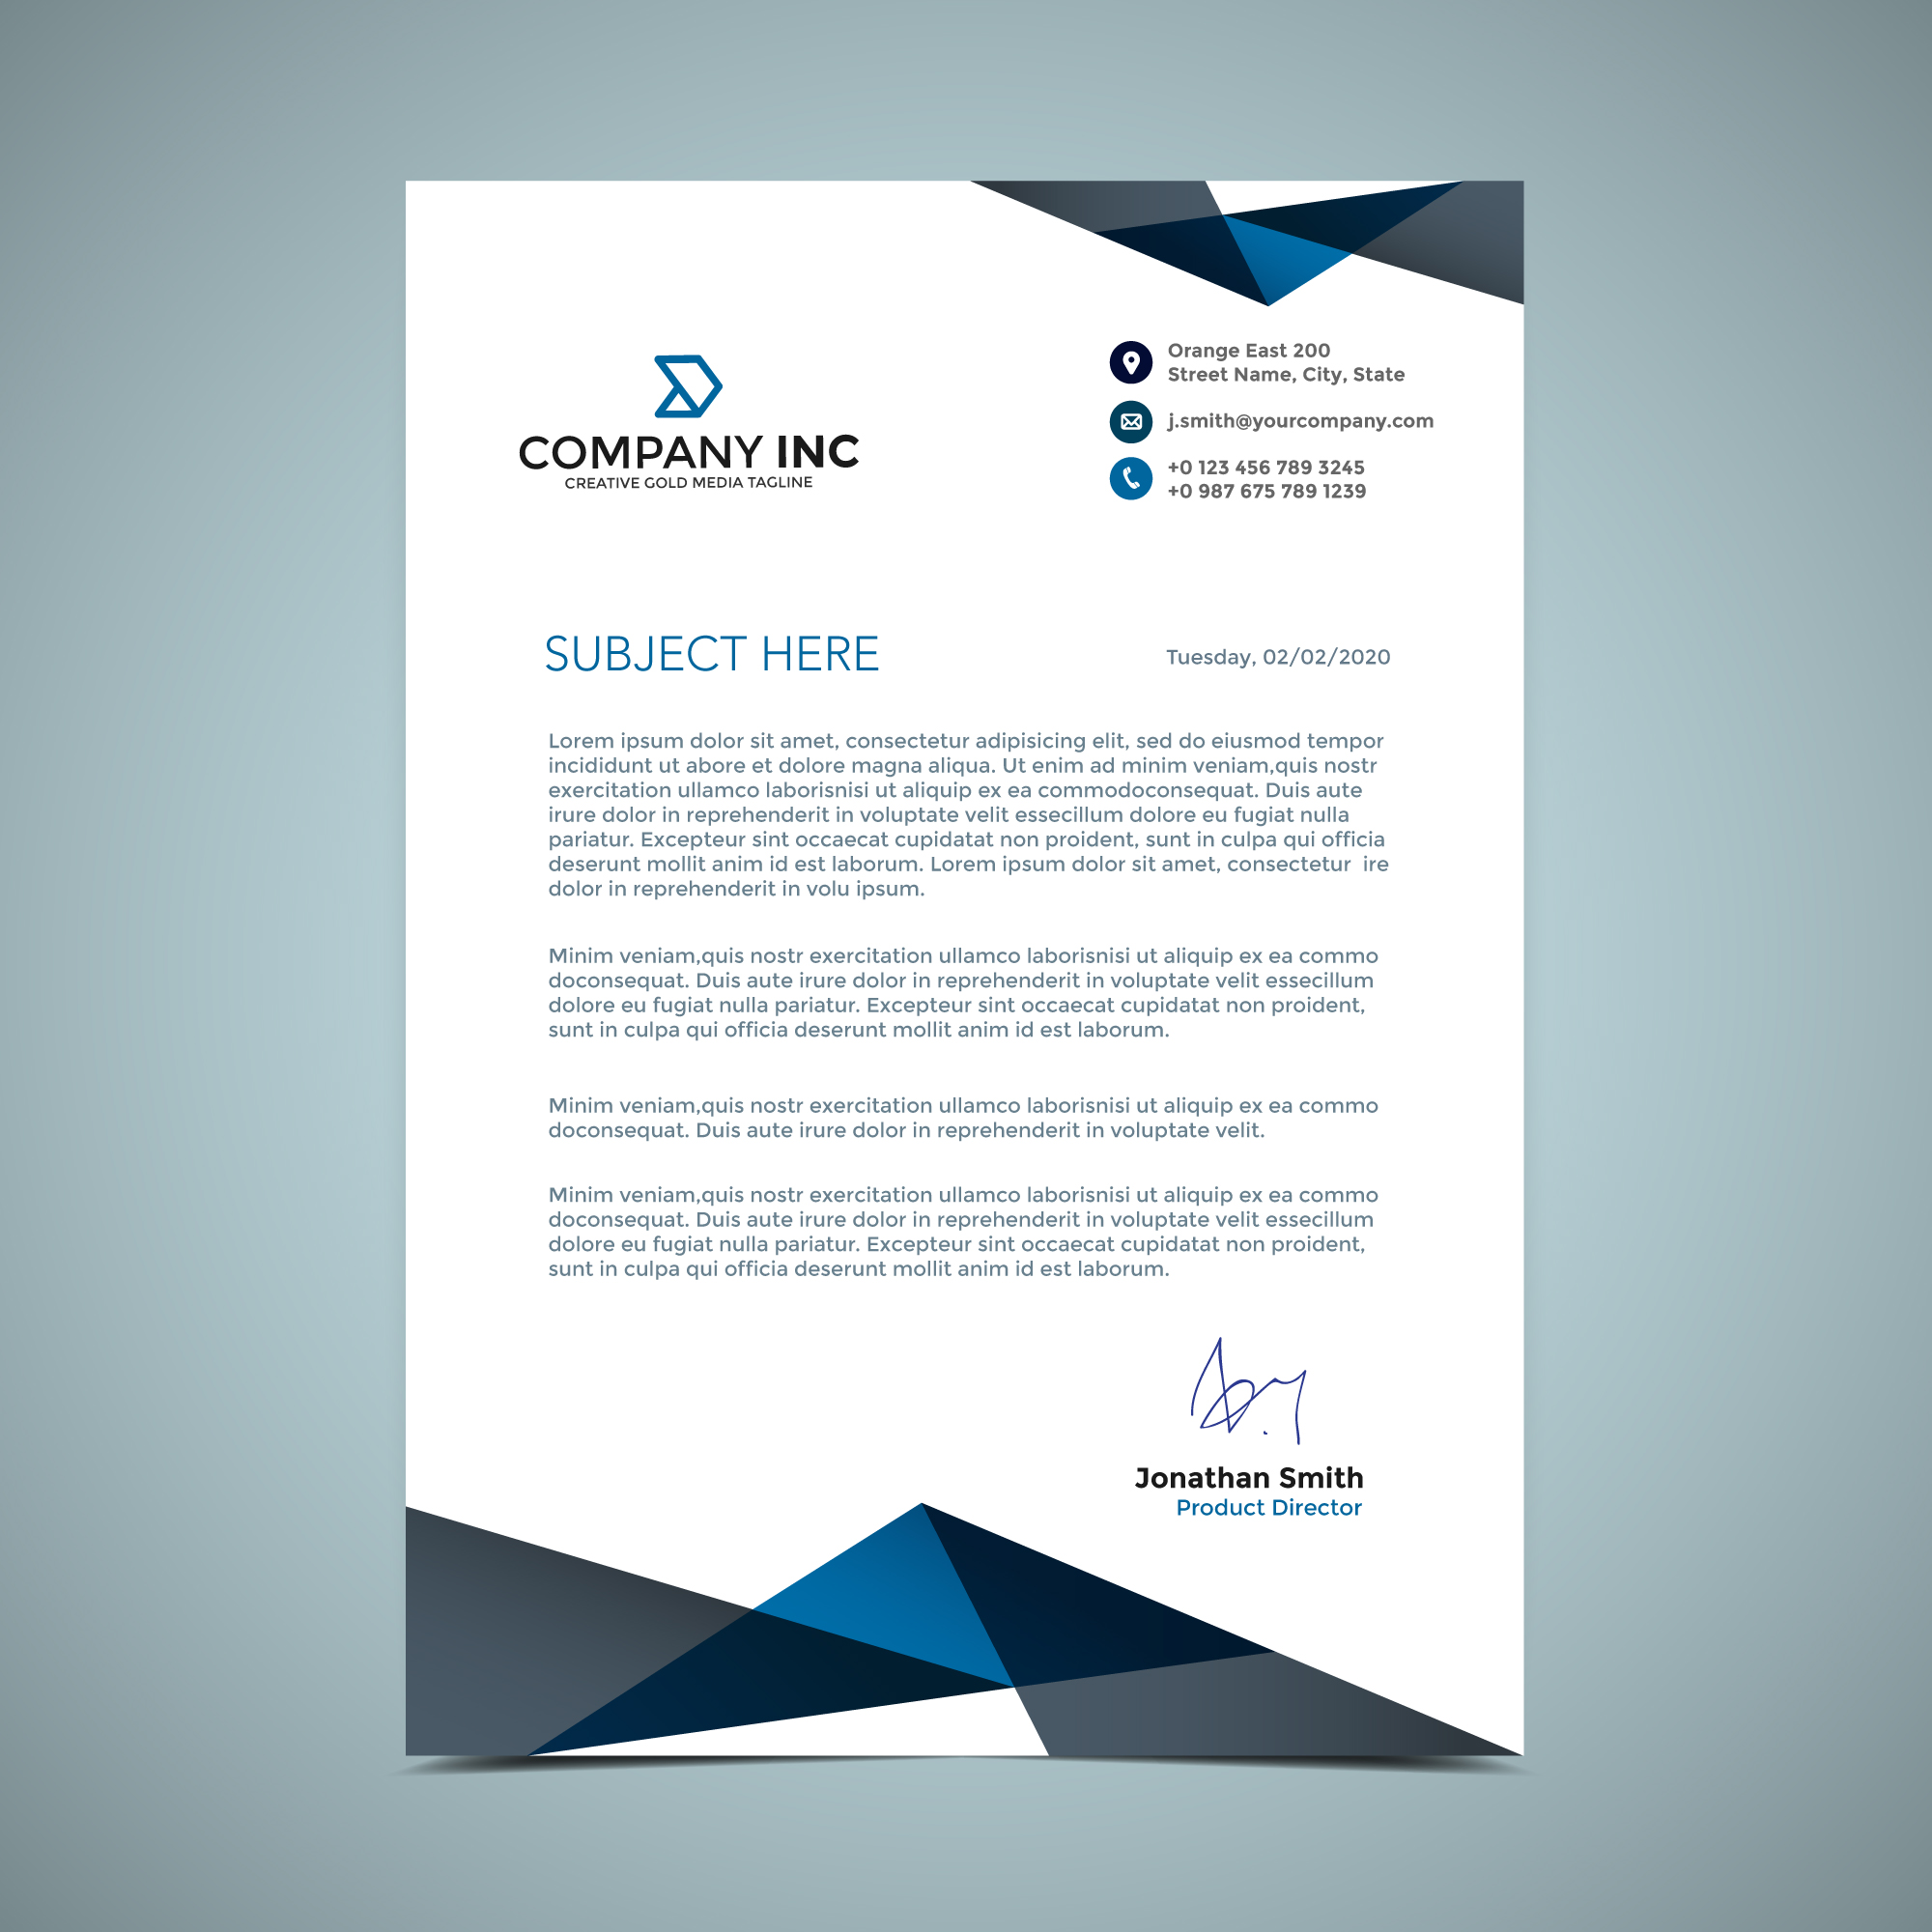 COMPANY INC
CREATIVE GOLD MEDIA TAGLINE
Orange East 200
Street Name, City, State
j.smith@yourcompany.com
+0 123 456 789 3245
+0 987 675 789 1239
SUBJECT HERE
Tuesday, 02/02/2020
Lorem ipsum dolor sit amet, consectetur adipisicing elit, sed do eiusmod tempor
incididunt ut abore et dolore magna aliqua. Ut enim ad minim veniam,quis nostr
exercitation ullamco laborisnisi ut aliquip ex ea commodoconsequat. Duis aute
irure dolor in reprehenderit in voluptate velit essecillum dolore eu fugiat nulla
pariatur. Excepteur sint occaecat cupidatat non proident, sunt in culpa qui officia
deserunt mollit anim id est laborum. Lorem ipsum dolor sit amet, consectetur  ire
dolor in reprehenderit in volu ipsum.
Minim veniam,quis nostr exercitation ullamco laborisnisi ut aliquip ex ea commo
doconsequat. Duis aute irure dolor in reprehenderit in voluptate velit essecillum
dolore eu fugiat nulla pariatur. Excepteur sint occaecat cupidatat non proident,
sunt in culpa qui officia deserunt mollit anim id est laborum.
Minim veniam,quis nostr exercitation ullamco laborisnisi ut aliquip ex ea commo
doconsequat. Duis aute irure dolor in reprehenderit in voluptate velit.
Minim veniam,quis nostr exercitation ullamco laborisnisi ut aliquip ex ea commo
doconsequat. Duis aute irure dolor in reprehenderit in voluptate velit essecillum
dolore eu fugiat nulla pariatur. Excepteur sint occaecat cupidatat non proident,
sunt in culpa qui officia deserunt mollit anim id est laborum.
Jonathan Smith
Product Director